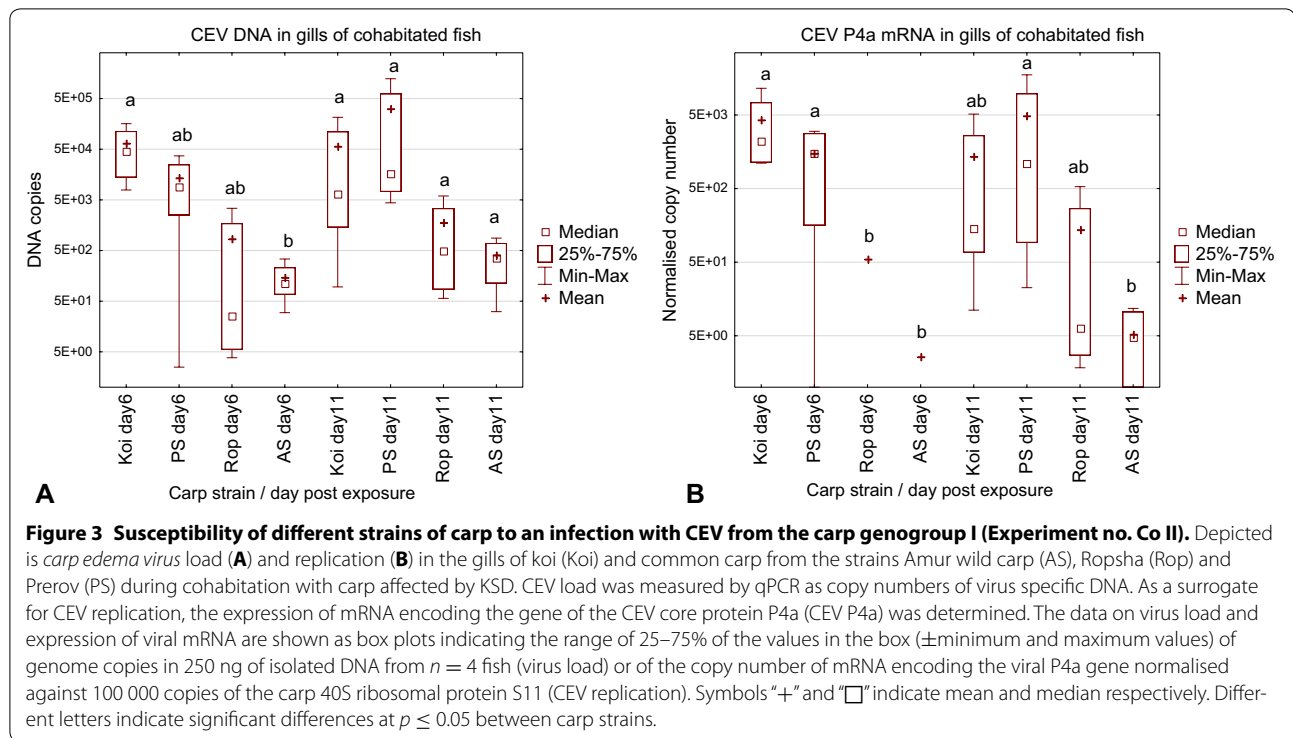 CEV DNA in gills of cohabitated fish
DNA copies
5E+05
5E+04
5E+03
5E+02
5E+01
5E+00
a
ab
ab
b
a
a
a
a
Koi day6
PS day6
Rop day6
AS day6
Koi day11
PS day11
Rop day11
AS day11
Median
25%-75%
Min-Max
Mean
A
Carp strain / day post exposure
CEV P4a mRNA in gills of cohabitated fish
Normalised copy number
5E+03
5E+02
5E+01
5E+00
a
a
b
b
ab
a
ab
b
Koi day6
PS day6
Rop day6
AS day6
Koi day11
PS day11
Rop day11
AS day11
Median
25%-75%
Min-Max
Mean
B
Carp strain / day post exposure
Figure 3 Susceptibility of different strains of carp to an infection with CEV from the carp genogroup I (Experiment no. Co II). Depicted
is carp edema virus load (A) and replication (B) in the gills of koi (Koi) and common carp from the strains Amur wild carp (AS), Ropsha (Rop) and
Prerov (PS) during cohabitation with carp affected by KSD. CEV load was measured by qPCR as copy numbers of virus specific DNA. As a surrogate
for CEV replication, the expression of mRNA encoding the gene of the CEV core protein P4a (CEV P4a) was determined. The data on virus load and
expression of viral mRNA are shown as box plots indicating the range of 25–75% of the values in the box (±minimum and maximum values) of
genome copies in 250 ng of isolated DNA from n = 4 fish (virus load) or of the copy number of mRNA encoding the viral P4a gene normalised
against 100 000 copies of the carp 40S ribosomal protein S11 (CEV replication). Symbols "+" and "□" indicate mean and median respectively. Differ-
ent letters indicate significant differences at p ≤ 0.05 between carp strains.